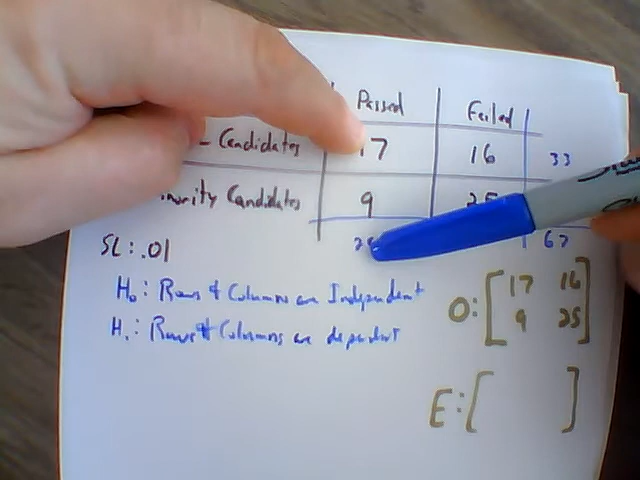 Passed Failed
Candidates 17 16 33
Candidates 9 25
67
SL: .01
H₀: Rows & Columns are Independent
H₁: Rows & Columns are dependent
O: [17 16
9 25]
E: [ ]